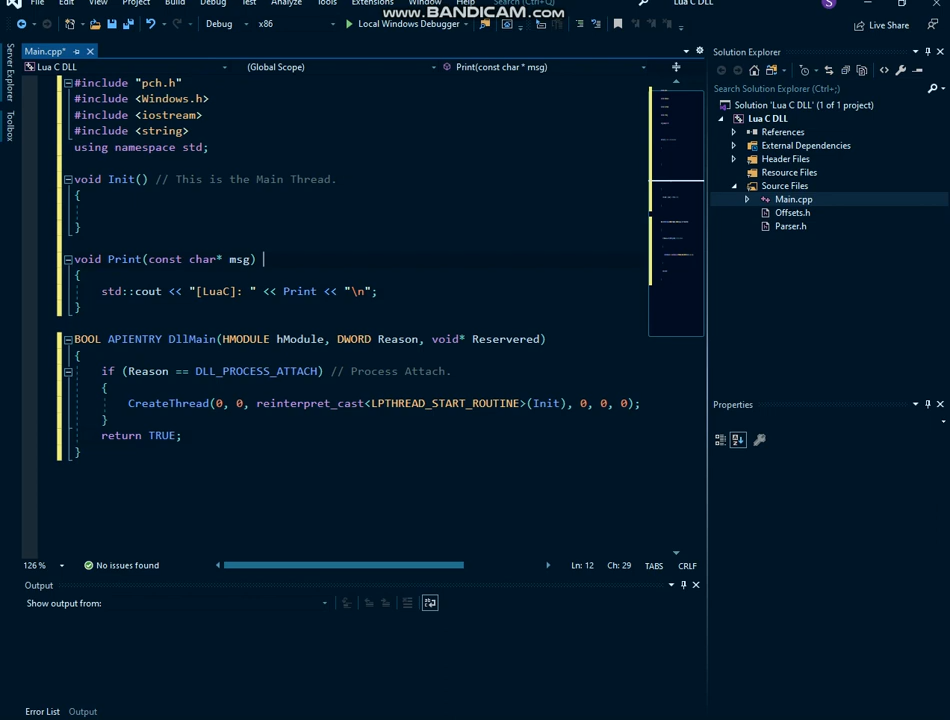 File Edit View Project Build Debug Test Analyze Tools Extensions Window Help Search (Ctrl+Q) Lua C DLL S
www.BANDICAM.com
Debug x86 Local Windows Debugger Live Share
Server Explorer
Toolbox
Main.cpp*
Lua C DLL (Global Scope) Print(const char * msg)
#include "pch.h"
#include <Windows.h>
#include <iostream>
#include <string>
using namespace std;
void Init() // This is the Main Thread.
{
}
void Print(const char* msg)
{
std::cout << "[LuaC]: " << Print << "\n";
}
BOOL APIENTRY DllMain(HMODULE hModule, DWORD Reason, void* Reservered)
{
if (Reason == DLL_PROCESS_ATTACH) // Process Attach.
{
CreateThread(0, 0, reinterpret_cast<LPTHREAD_START_ROUTINE>(Init), 0, 0, 0);
}
return TRUE;
}
126 % No issues found Ln: 12 Ch: 29 TABS CRLF
Output
Show output from:
Error List Output
Solution Explorer
Search Solution Explorer (Ctrl+;)
Solution 'Lua C DLL' (1 of 1 project)
Lua C DLL
References
External Dependencies
Header Files
Resource Files
Source Files
Main.cpp
Offsets.h
Parser.h
Properties